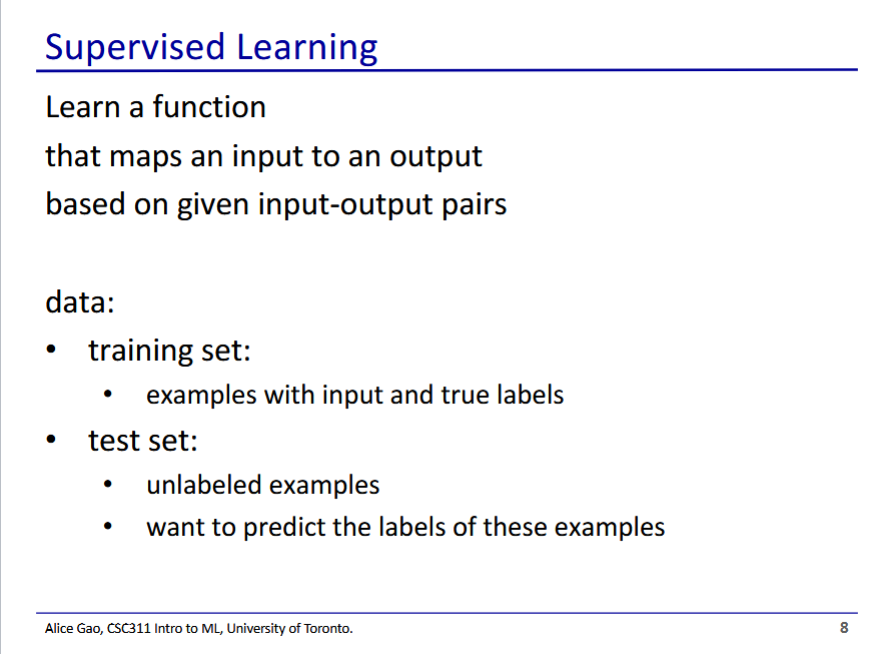 Supervised Learning
Learn a function
that maps an input to an output
based on given input-output pairs
data:
• training set:
• examples with input and true labels
• test set:
• unlabeled examples
• want to predict the labels of these examples
Alice Gao, CSC311 Intro to ML, University of Toronto. 8